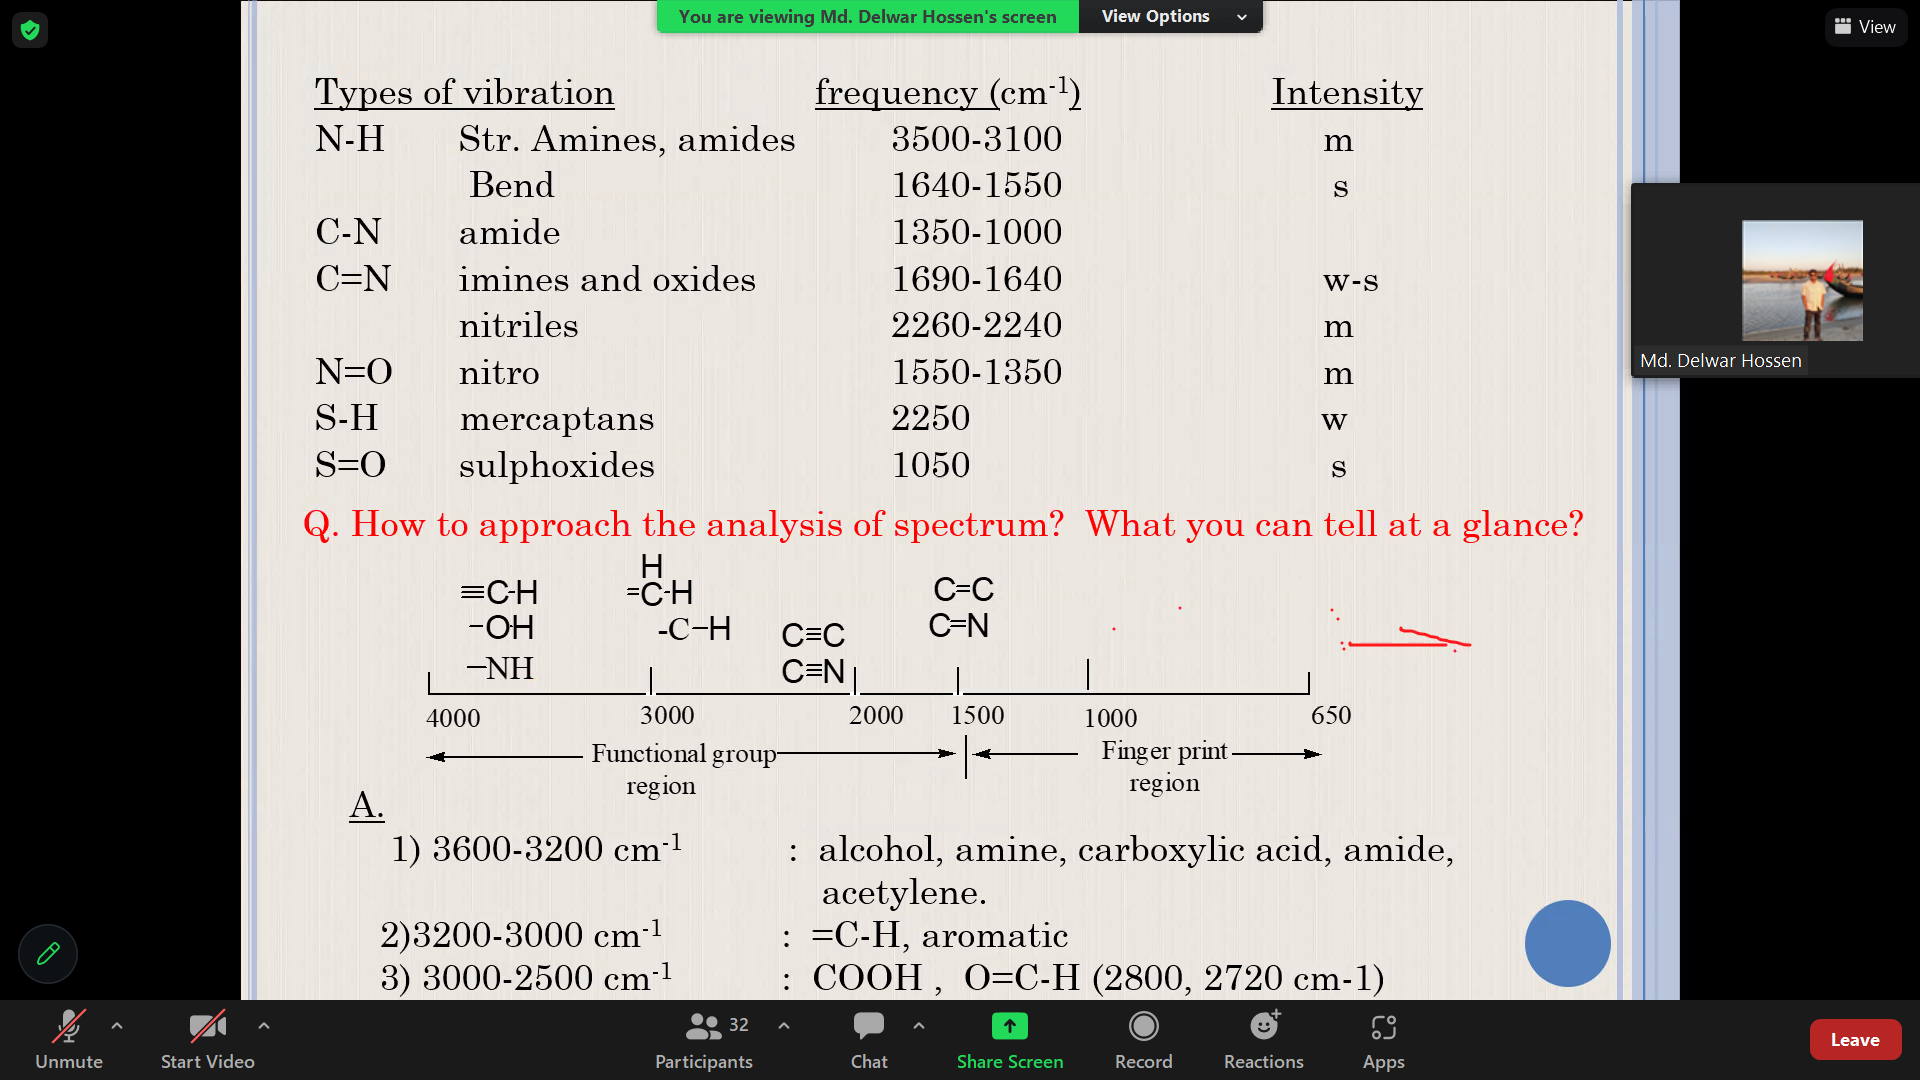 You are viewing Md. Delwar Hossen's screen View Options
View
Types of vibration frequency (cm-1) Intensity
N-H Str. Amines, amides 3500-3100 m
Bend 1640-1550 s
C-N amide 1350-1000
C=N imines and oxides 1690-1640 w-s
nitriles 2260-2240 m
N=O nitro 1550-1350 m
S-H mercaptans 2250 w
S=O sulphoxides 1050 s
Md. Delwar Hossen
Q. How to approach the analysis of spectrum? What you can tell at a glance?
H
≡C-H =C-H C=C
-OH -C-H C≡C C=N
-NH C≡N
4000 3000 2000 1500 1000 650
Functional group Finger print
region region
A.
1) 3600-3200 cm-1 : alcohol, amine, carboxylic acid, amide,
acetylene.
2)3200-3000 cm-1 : =C-H, aromatic
3) 3000-2500 cm-1 : COOH , O=C-H (2800, 2720 cm-1)
Unmute Start Video Participants 32 Chat Share Screen Record Reactions Apps Leave